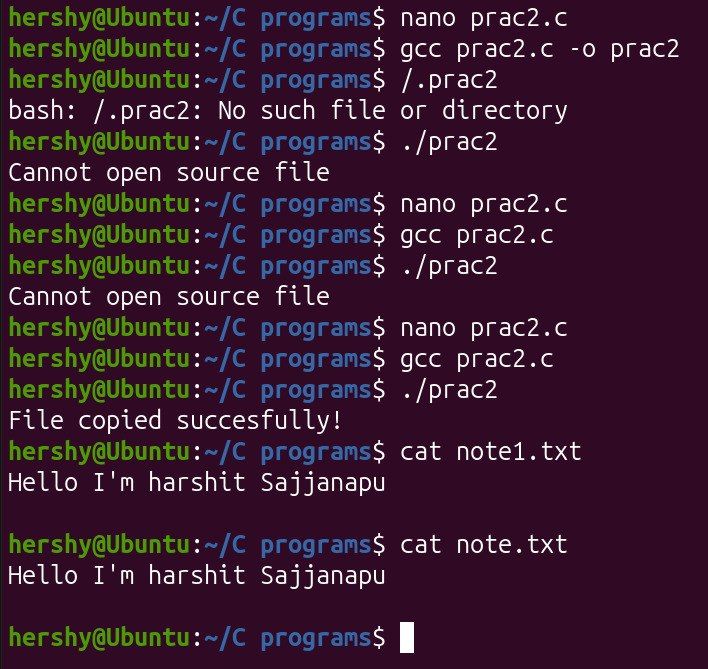 hershy@Ubuntu:~/C programs$ nano prac2.c
hershy@Ubuntu:~/C programs$ gcc prac2.c -o prac2
hershy@Ubuntu:~/C programs$ /.prac2
bash: /.prac2: No such file or directory
hershy@Ubuntu:~/C programs$ ./prac2
Cannot open source file
hershy@Ubuntu:~/C programs$ nano prac2.c
hershy@Ubuntu:~/C programs$ gcc prac2.c
hershy@Ubuntu:~/C programs$ ./prac2
Cannot open source file
hershy@Ubuntu:~/C programs$ nano prac2.c
hershy@Ubuntu:~/C programs$ gcc prac2.c
hershy@Ubuntu:~/C programs$ ./prac2
File copied succesfully!
hershy@Ubuntu:~/C programs$ cat note1.txt
Hello I'm harshit Sajjanapu
hershy@Ubuntu:~/C programs$ cat note.txt
Hello I'm harshit Sajjanapu
hershy@Ubuntu:~/C programs$